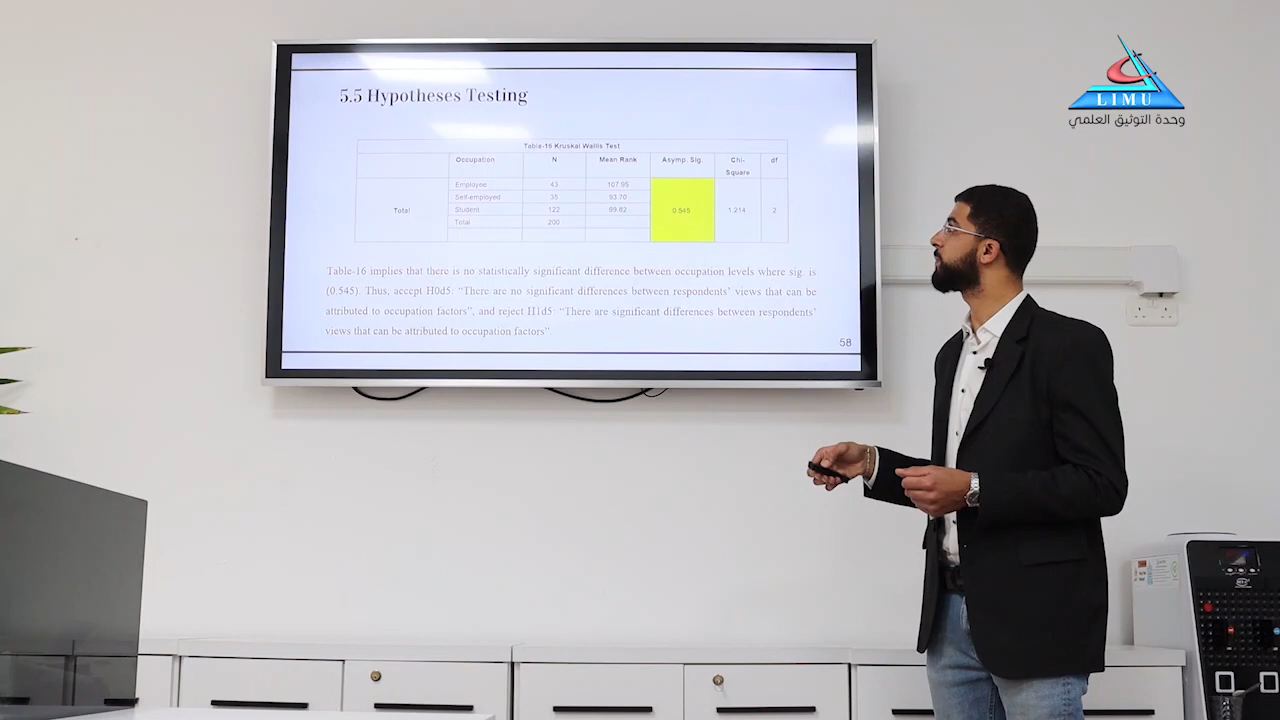 LIMU
وحدة التوثيق العلمي
5.5 Hypotheses Testing
Table-16 Kruskal Wallis Test
Occupation N Mean Rank Asymp. Sig. Chi-Square df
Total
Employee 43 107.95
Self-employed 35 93.70
Student 122 99.82
Total 200
0.545 1.214 2
Table-16 implies that there is no statistically significant difference between occupation levels where sig. is
(0.545). Thus, accept H0d5: “There are no significant differences between respondents’ views that can be
attributed to occupation factors”, and reject H1d5: “There are significant differences between respondents’
views that can be attributed to occupation factors”
58